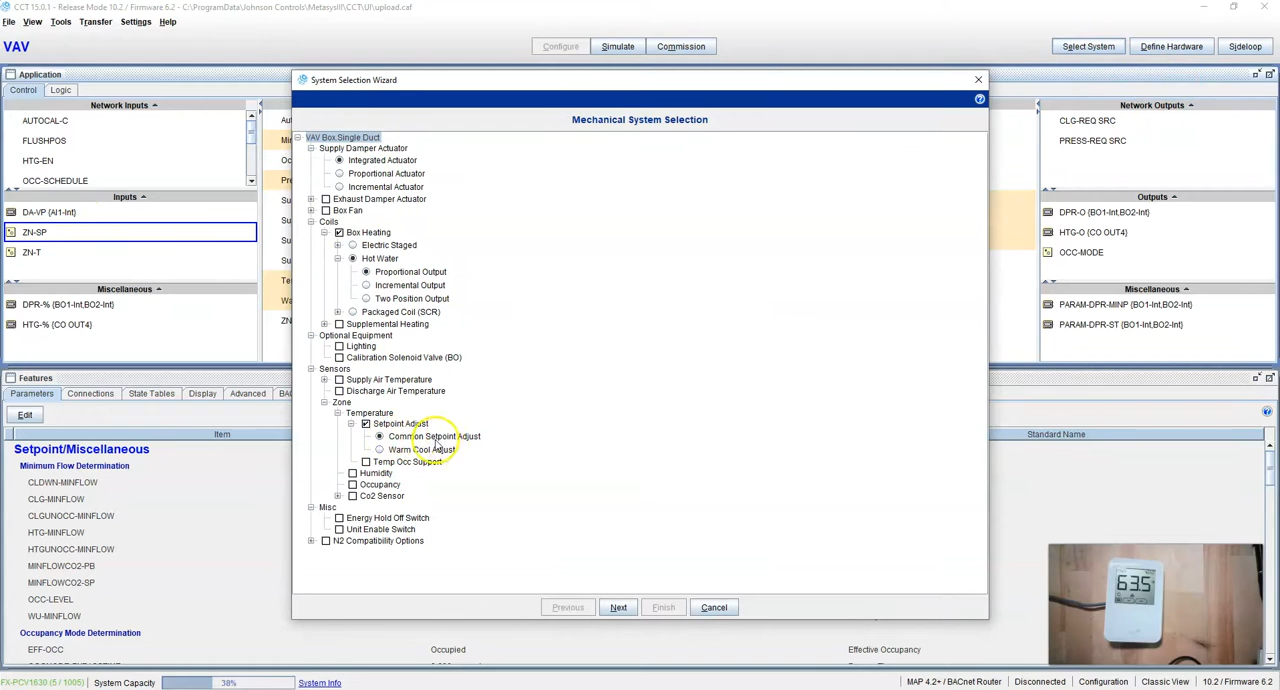 CCT 15.0.1 - Release Mode 10.2 / Firmware 6.2 - C:\ProgramData\Johnson Controls\MetasysIII\CCT\UI\upload.caf
File View Tools Transfer Settings Help
VAV
Configure Simulate Commission
Select System Define Hardware Sideloop
Application
Control Logic
Network Inputs
AUTOCAL-C
FLUSHPOS
HTG-EN
OCC-SCHEDULE
Inputs
DA-VP {AI1-Int}
ZN-SP
ZN-T
Miscellaneous
DPR-% {BO1-Int,BO2-Int}
HTG-% {CO OUT4}
System Selection Wizard
Mechanical System Selection
VAV Box.Single Duct
Supply Damper Actuator
Integrated Actuator
Proportional Actuator
Incremental Actuator
Exhaust Damper Actuator
Box Fan
Coils
Box Heating
Electric Staged
Hot Water
Proportional Output
Incremental Output
Two Position Output
Packaged Coil (SCR)
Supplemental Heating
Optional Equipment
Lighting
Calibration Solenoid Valve (BO)
Sensors
Supply Air Temperature
Discharge Air Temperature
Zone
Temperature
Setpoint Adjust
Common Setpoint Adjust
Warm Cool Adjust
Temp Occ Support
Humidity
Occupancy
Co2 Sensor
Misc
Energy Hold Off Switch
Unit Enable Switch
N2 Compatibility Options
Previous Next Finish Cancel
Network Outputs
CLG-REQ SRC
PRESS-REQ SRC
Outputs
DPR-O {BO1-Int,BO2-Int}
HTG-O {CO OUT4}
OCC-MODE
Miscellaneous
PARAM-DPR-MINP {BO1-Int,BO2-Int}
PARAM-DPR-ST {BO1-Int,BO2-Int}
Features
Parameters Connections State Tables Display Advanced
Edit
Item
Standard Name
Setpoint/Miscellaneous
Minimum Flow Determination
CLDWN-MINFLOW
CLG-MINFLOW
CLGUNOCC-MINFLOW
HTG-MINFLOW
HTGUNOCC-MINFLOW
MINFLOWCO2-PB
MINFLOWCO2-SP
OCC-LEVEL
WU-MINFLOW
Occupancy Mode Determination
EFF-OCC Occupied Effective Occupancy
63.5
FX-PCV1630 (5 / 1005) System Capacity 38% System Info
MAP 4.2+ / BACnet Router Disconnected Configuration Classic View 10.2 / Firmware 6.2